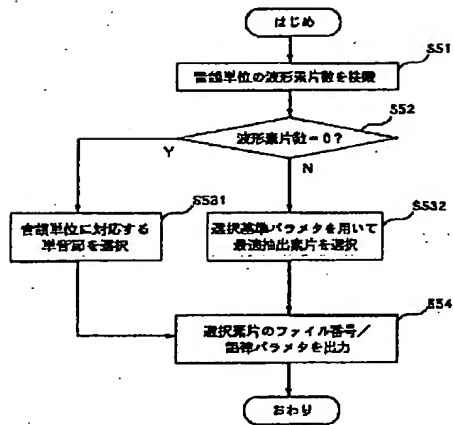 はじめ
S51
音韻単位の波形素片数を検索
S52
波形素片数=0?
Y
N
S531
音韻単位に対応する
単音節を選択
S532
選択基準パラメタを用いて
最適抽出素片を選択
S54
選択素片のファイル番号/
韻律パラメタを出力
おわり